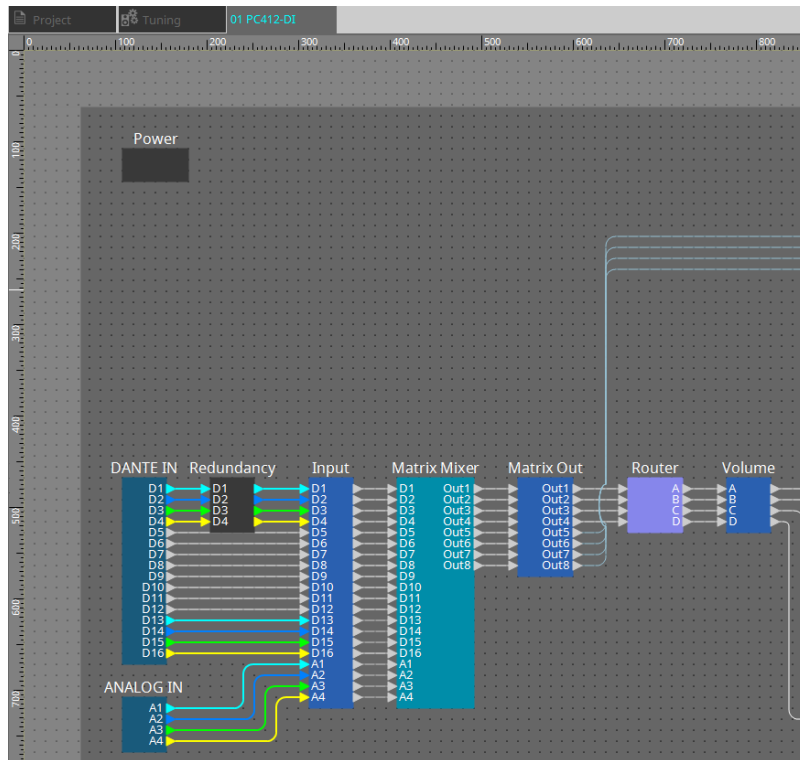 Project
Tuning
01 PC412-DI
0
100
200
300
400
500
600
700
800
0
100
200
300
400
500
600
700
Power
DANTE IN
Redundancy
Input
Matrix Mixer
Matrix Out
Router
Volume
D1
D2
D3
D4
D5
D6
D7
D8
D9
D10
D11
D12
D13
D14
D15
D16
D1
D2
D3
D4
D1
D2
D3
D4
D5
D6
D7
D8
D9
D10
D11
D12
D13
D14
D15
D16
A1
A2
A3
A4
D1 Out1
D2 Out2
D3 Out3
D4 Out4
D5 Out5
D6 Out6
D7 Out7
D8 Out8
D9
D10
D11
D12
D13
D14
D15
D16
A1
A2
A3
A4
Out1
Out2
Out3
Out4
Out5
Out6
Out7
Out8
A
B
C
D
A
B
C
D
ANALOG IN
A1
A2
A3
A4